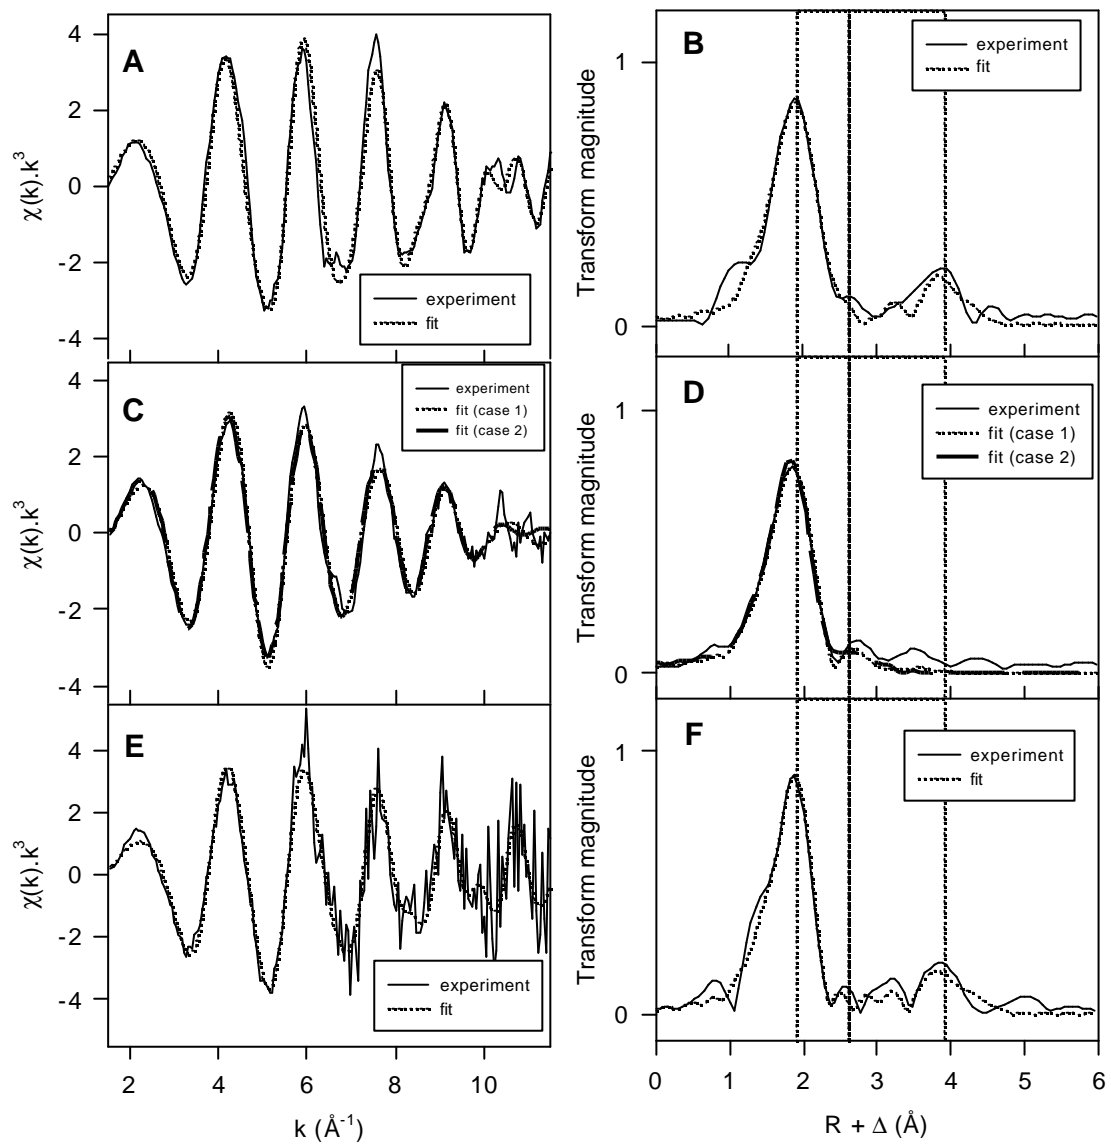 A
4
2
0
-2
-4
χ(k).k³
experiment
fit
B
1
0
Transform magnitude
experiment
fit
C
4
2
0
-2
-4
χ(k).k³
experiment
fit (case 1)
fit (case 2)
D
1
0
Transform magnitude
experiment
fit (case 1)
fit (case 2)
E
4
2
0
-2
-4
χ(k).k³
experiment
fit
2 4 6 8 10
k (Å⁻¹)
F
1
0
Transform magnitude
experiment
fit
0 1 2 3 4 5 6
R + Δ (Å)